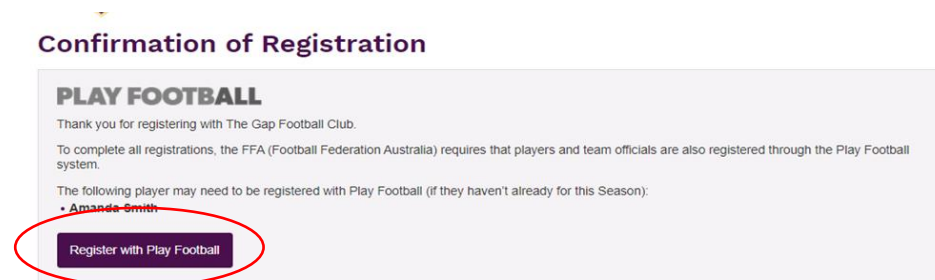 Confirmation of Registration
PLAY FOOTBALL
Thank you for registering with The Gap Football Club.
To complete all registrations, the FFA (Football Federation Australia) requires that players and team officials are also registered through the Play Football
system.
The following player may need to be registered with Play Football (if they haven't already for this Season):
• Amanda Smith
Register with Play Football